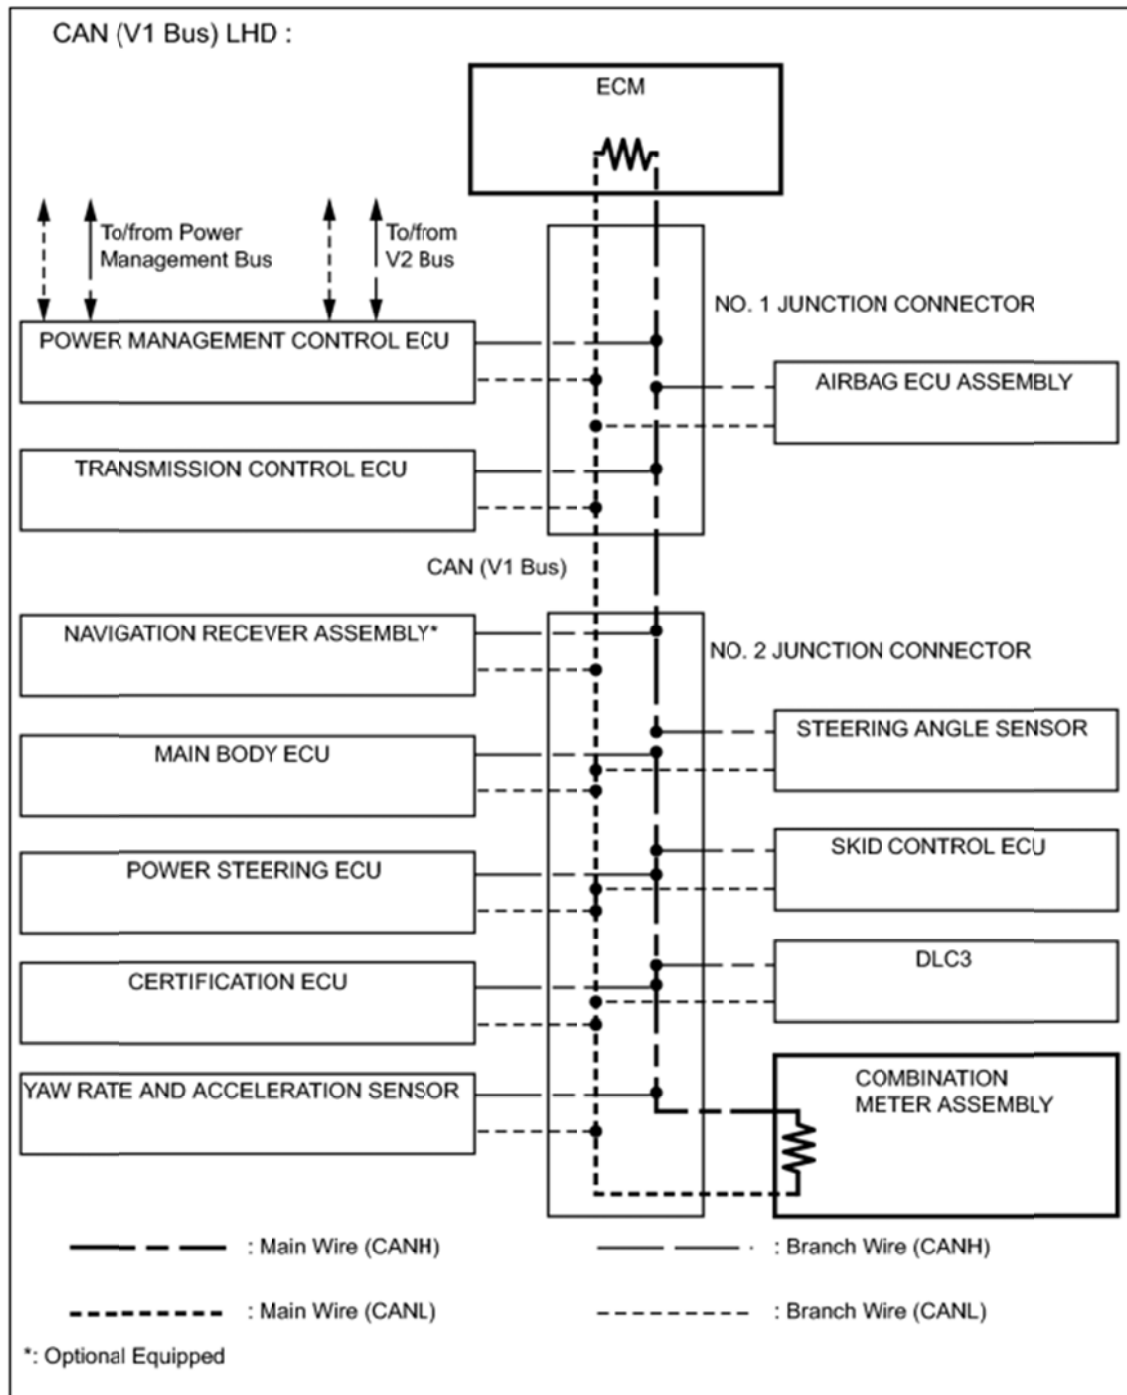 CAN (V1 Bus) LHD :
ECM
To/from Power
Management Bus
To/from
V2 Bus
NO. 1 JUNCTION CONNECTOR
POWER MANAGEMENT CONTROL ECU
AIRBAG ECU ASSEMBLY
TRANSMISSION CONTROL ECU
CAN (V1 Bus)
NAVIGATION RECEVER ASSEMBLY*
NO. 2 JUNCTION CONNECTOR
STEERING ANGLE SENSOR
MAIN BODY ECU
SKID CONTROL ECU
POWER STEERING ECU
DLC3
CERTIFICATION ECU
COMBINATION
METER ASSEMBLY
YAW RATE AND ACCELERATION SENSOR
: Main Wire (CANH)
: Branch Wire (CANH)
: Main Wire (CANL)
: Branch Wire (CANL)
*: Optional Equipped